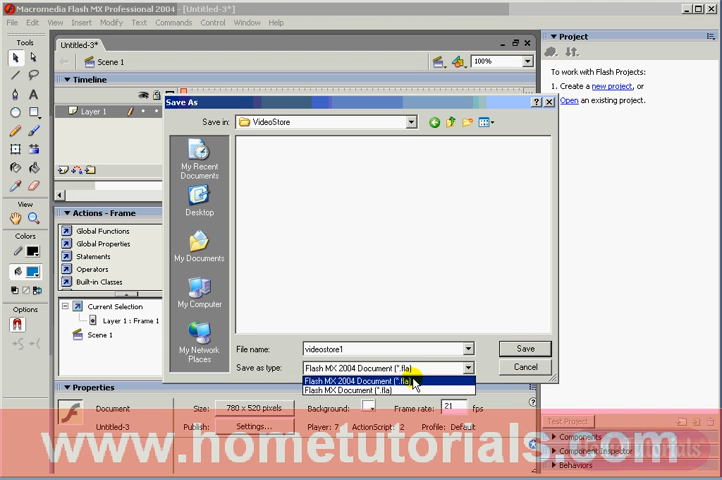 Macromedia Flash MX Professional 2004 - [Untitled-3*]
File Edit View Insert Modify Text Commands Control Window Help
Tools
Untitled-3*
Scene 1
100%
Project
To work with Flash Projects:
1. Create a new project, or
Open an existing project.
Timeline
Layer 1
Save As
Save in: VideoStore
My Recent
Documents
Desktop
My Documents
My Computer
My Network
Places
File name: videostore1 Save
Save as type: Flash MX 2004 Document (*.fla) Cancel
Flash MX 2004 Document (*.fla)
Flash MX Document (*.fla)
View
Colors
Options
Actions - Frame
Global Functions
Global Properties
Statements
Operators
Built-in Classes
Current Selection
Layer 1 : Frame 1
Scene 1
Properties
Document
Untitled-3
Size: 780 x 520 pixels Background: Frame rate: 21 fps
Publish: Settings... Player: 7 ActionScript: 2 Profile: Default
Test Project
Components
Component Inspector
Behaviors
www.hometutorials.com